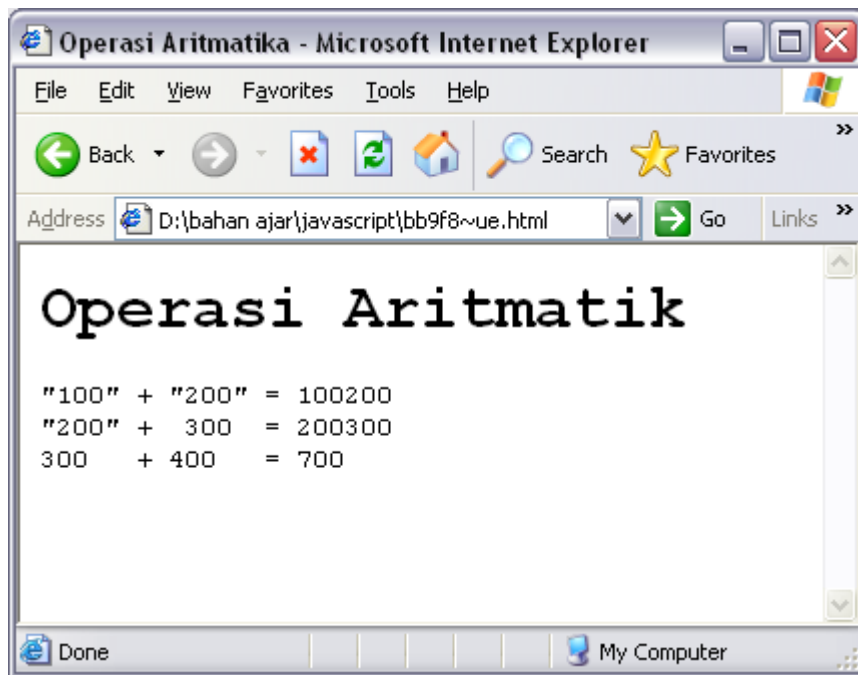 Operasi Aritmatika - Microsoft Internet Explorer
File Edit View Favorites Tools Help
Back Search Favorites »
Address D:\bahan ajar\javascript\bb9f8~ue.html Go Links »
Operasi Aritmatik
"100" + "200" = 100200
"200" +  300  = 200300
300   + 400   = 700
Done My Computer